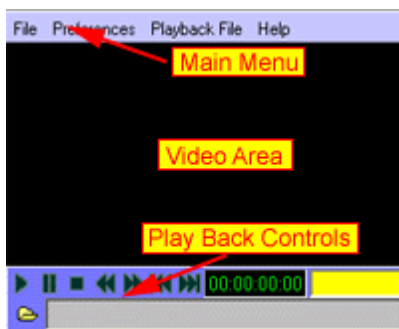 File Preferences Playback File Help
Main Menu
Video Area
Play Back Controls
00:00:00:00